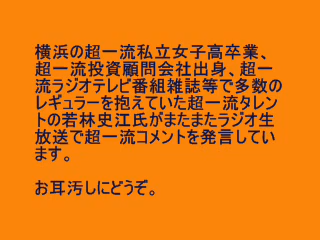 横浜の超一流私立女子高卒業、
超一流投資顧問会社出身、超一
流ラジオテレビ番組雑誌等で多数の
レギュラーを抱えていた超一流タレン
トの若林史江氏がまたまたラジオ生
放送で超一流コメントを発言してい
ます。
お耳汚しにどうぞ。